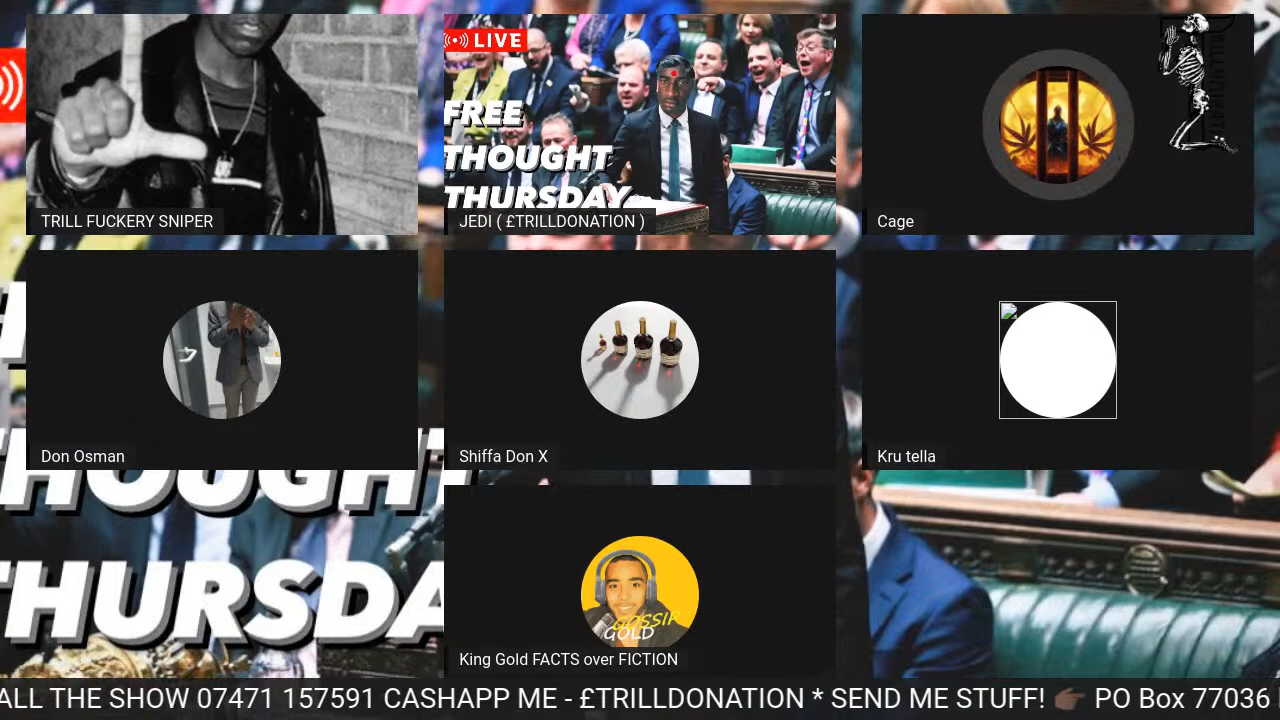 TRILL FUCKERY SNIPER
LIVE
FREE
THOUGHT
THURSDAY
JEDI ( £TRILLDONATION )
Cage
Don Osman
Shiffa Don X
Kru tella
THOUGHT
THURSDA
GOSSIP
GOLD
King Gold FACTS over FICTION
ALL THE SHOW 07471 157591 CASHAPP ME - £TRILLDONATION * SEND ME STUFF! 👉🏾 PO Box 77036